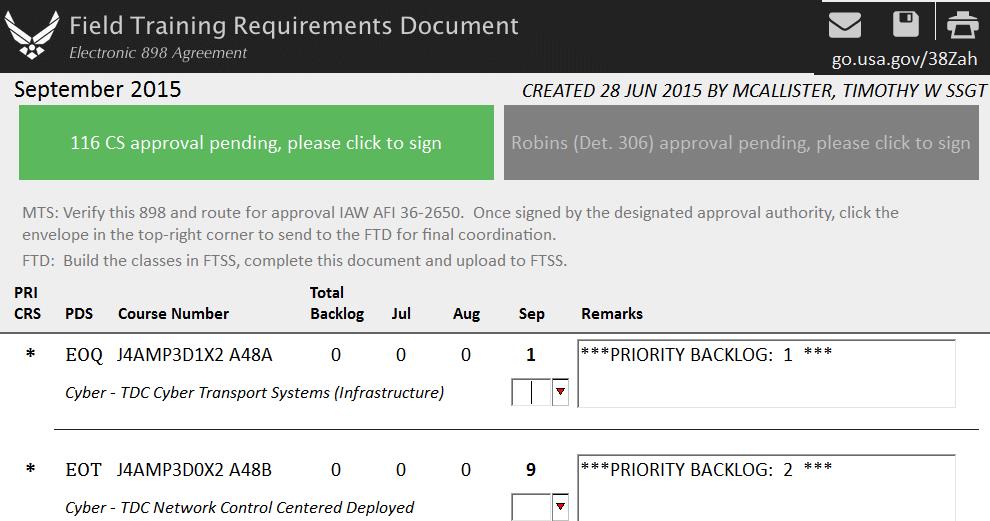 Field Training Requirements Document
Electronic 898 Agreement
go.usa.gov/38Zah
September 2015
CREATED 28 JUN 2015 BY MCALLISTER, TIMOTHY W SSGT
116 CS approval pending, please click to sign
Robins (Det. 306) approval pending, please click to sign
MTS: Verify this 898 and route for approval IAW AFI 36-2650.  Once signed by the designated approval authority, click the
envelope in the top-right corner to send to the FTD for final coordination.
FTD:  Build the classes in FTSS, complete this document and upload to FTSS.
PRI Total
CRS PDS Course Number Backlog Jul Aug Sep Remarks
* EOQ J4AMP3D1X2 A48A 0 0 0 1 ***PRIORITY BACKLOG:  1  ***
Cyber - TDC Cyber Transport Systems (Infrastructure)
* EOT J4AMP3D0X2 A48B 0 0 0 9 ***PRIORITY BACKLOG:  2  ***
Cyber - TDC Network Control Centered Deployed